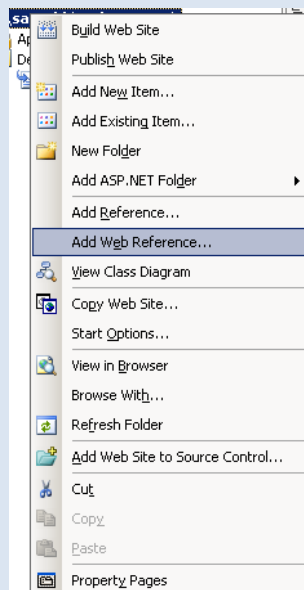 sa
Build Web Site
Publish Web Site
Add New Item...
Add Existing Item...
New Folder
Add ASP.NET Folder
Add Reference...
Add Web Reference...
View Class Diagram
Copy Web Site...
Start Options...
View in Browser
Browse With...
Refresh Folder
Add Web Site to Source Control...
Cut
Copy
Paste
Property Pages